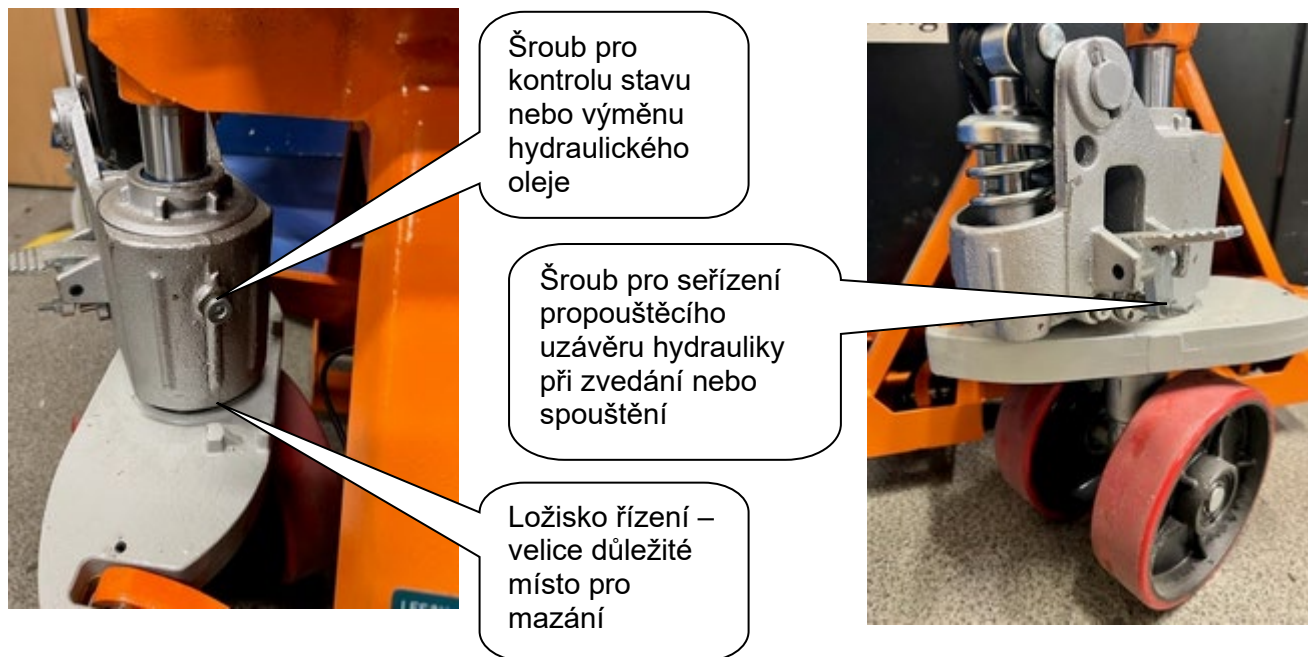 Šroub pro
kontrolu stavu
nebo výměnu
hydraulického
oleje
Šroub pro seřízení
propouštěcího
uzávěru hydrauliky
při zvedání nebo
spouštění
Ložisko řízení –
velice důležité
místo pro
mazání